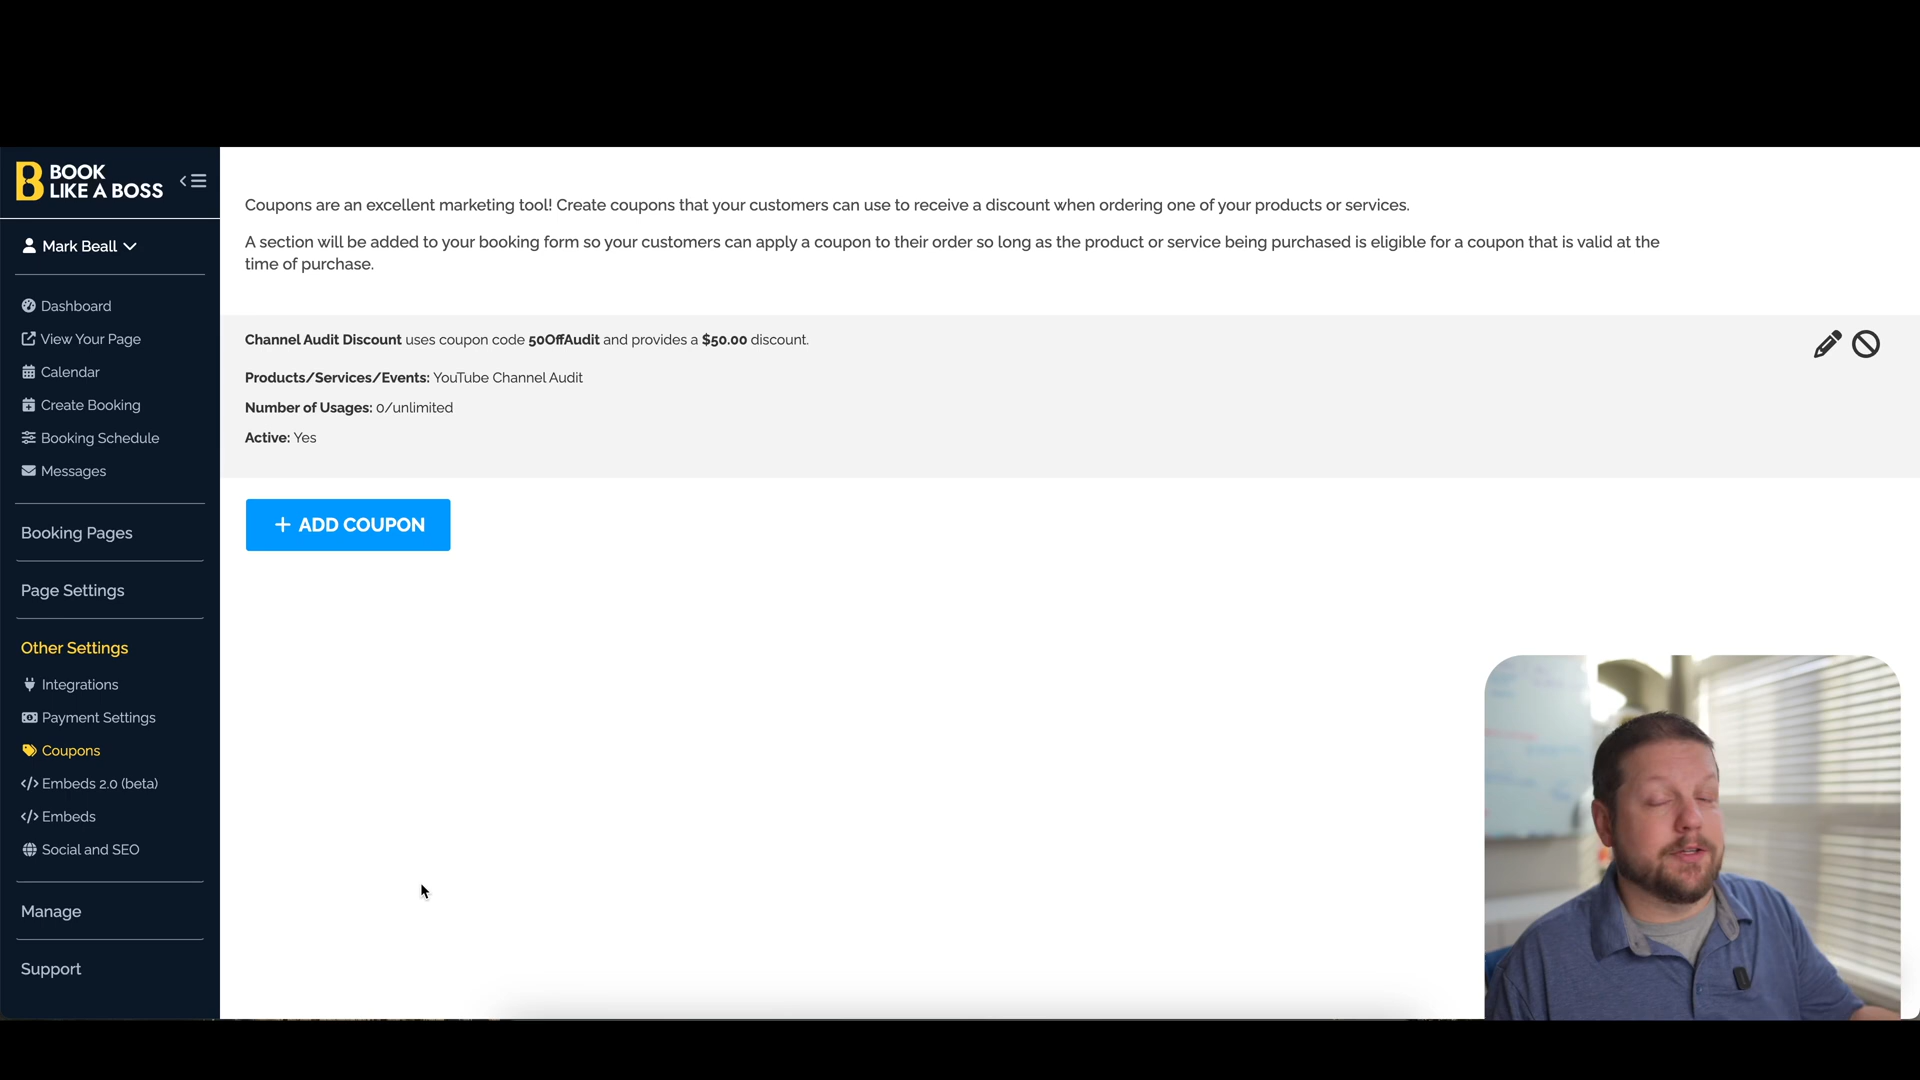 BOOK
LIKE A BOSS
Mark Beall
Dashboard
View Your Page
Calendar
Create Booking
Booking Schedule
Messages
Booking Pages
Page Settings
Other Settings
Integrations
Payment Settings
Coupons
</> Embeds 2.0 (beta)
</> Embeds
Social and SEO
Manage
Support
Coupons are an excellent marketing tool! Create coupons that your customers can use to receive a discount when ordering one of your products or services.
A section will be added to your booking form so your customers can apply a coupon to their order so long as the product or service being purchased is eligible for a coupon that is valid at the
time of purchase.
Channel Audit Discount uses coupon code 50OffAudit and provides a $50.00 discount.
Products/Services/Events: YouTube Channel Audit
Number of Usages: 0/unlimited
Active: Yes
+ ADD COUPON